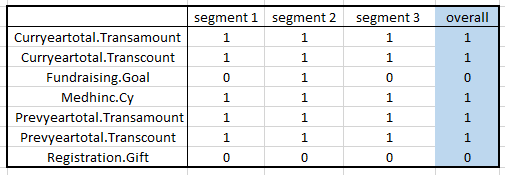 segment 1 segment 2 segment 3 overall
Curryeartotal.Transamount 1 1 1 1
Curryeartotal.Transcount 1 1 1 1
Fundraising.Goal 0 1 0 0
Medhinc.Cy 1 1 1 1
Prevyeartotal.Transamount 1 1 1 1
Prevyeartotal.Transcount 1 1 1 1
Registration.Gift 0 0 0 0